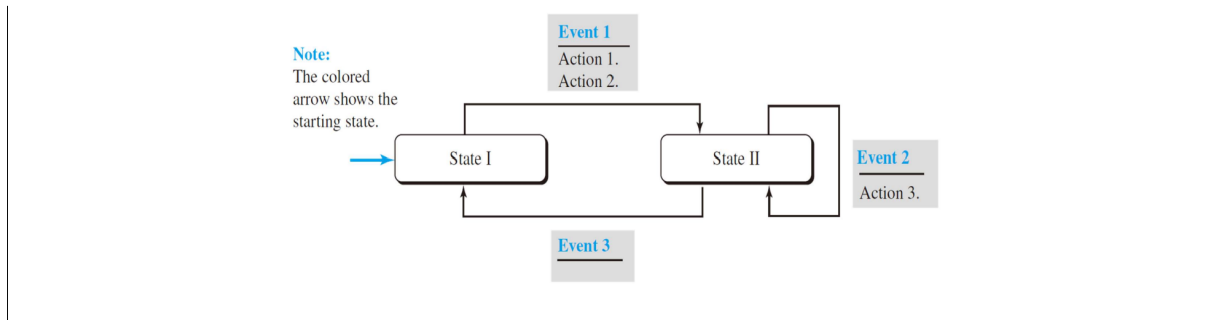 Note:
The colored
arrow shows the
starting state.
Event 1
Action 1.
Action 2.
State I
State II
Event 2
Action 3.
Event 3